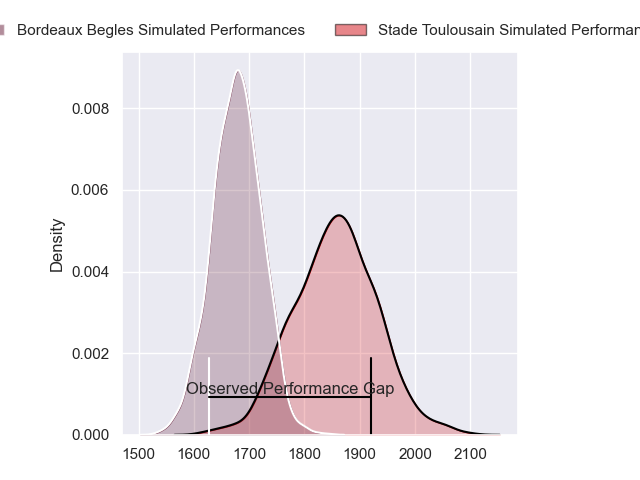 Bordeaux Begles Simulated Performances
Stade Toulousain Simulated
Density
0.008
0.006
0.004
0.002
0.000
Observed Performance Gap
1500 1600 1700 1800 1900 2000 2100